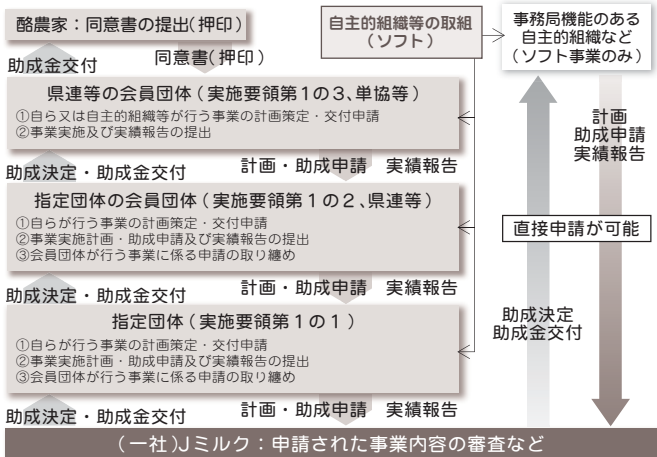 酪農家：同意書の提出(押印)
助成金交付
同意書(押印)
県連等の会員団体(実施要領第1の3、単協等)
①自ら又は自主的組織等が行う事業の計画策定・交付申請
②事業実施及び実績報告の提出
助成決定・助成金交付
計画・助成申請 実績報告
指定団体の会員団体(実施要領第1の2、県連等)
①自らが行う事業の計画策定・交付申請
②事業実施計画・助成申請及び実績報告の提出
③会員団体が行う事業に係る申請の取り纏め
助成決定・助成金交付
計画・助成申請 実績報告
指定団体(実施要領第1の1)
①自らが行う事業の計画策定・交付申請
②事業実施計画・助成申請及び実績報告の提出
③会員団体が行う事業に係る申請の取り纏め
助成決定・助成金交付
計画・助成申請 実績報告
自主的組織等の取組
(ソフト)
事務局機能のある
自主的組織など
(ソフト事業のみ)
計画
助成申請
実績報告
直接申請が可能
助成決定
助成金交付
(一社)Jミルク：申請された事業内容の審査など